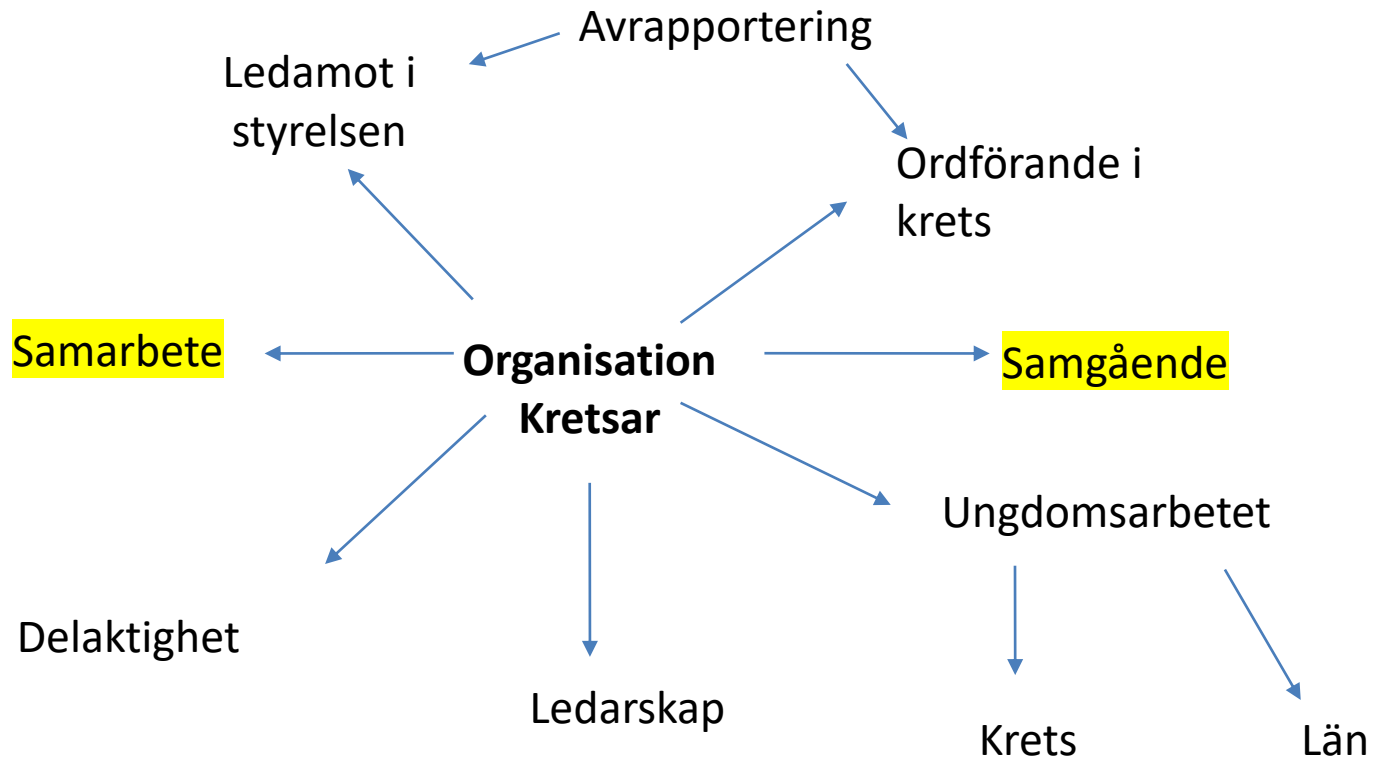 Avrapportering
Ledamot i
styrelsen
Ordförande i
krets
Samarbete
Organisation
Kretsar
Samgående
Ungdomsarbetet
Delaktighet
Ledarskap
Krets
Län